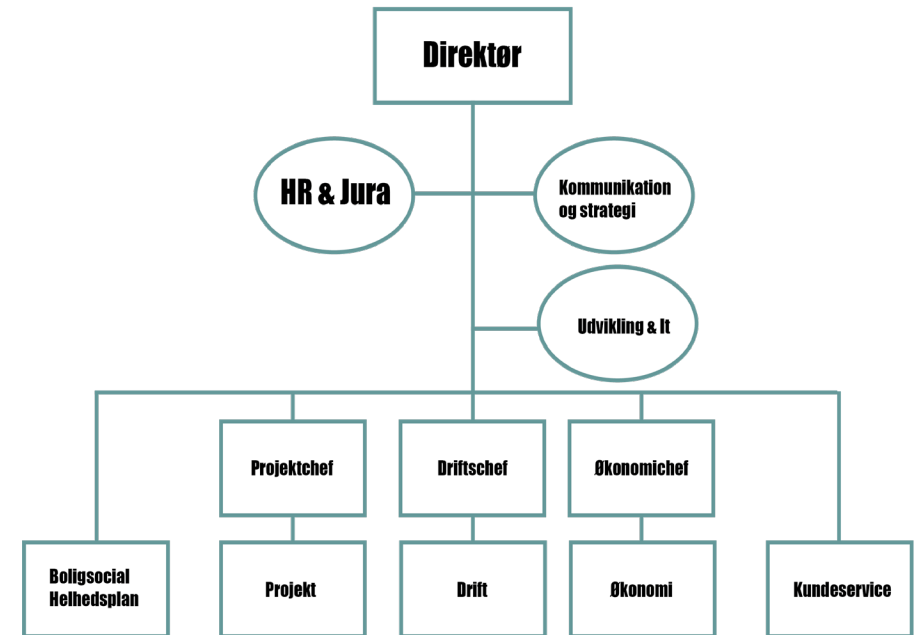 Direktør
HR & Jura
Kommunikation
og strategi
Udvikling & It
Projektchef
Driftschef
Økonomichef
Boligsocial
Helhedsplan
Projekt
Drift
Økonomi
Kundeservice